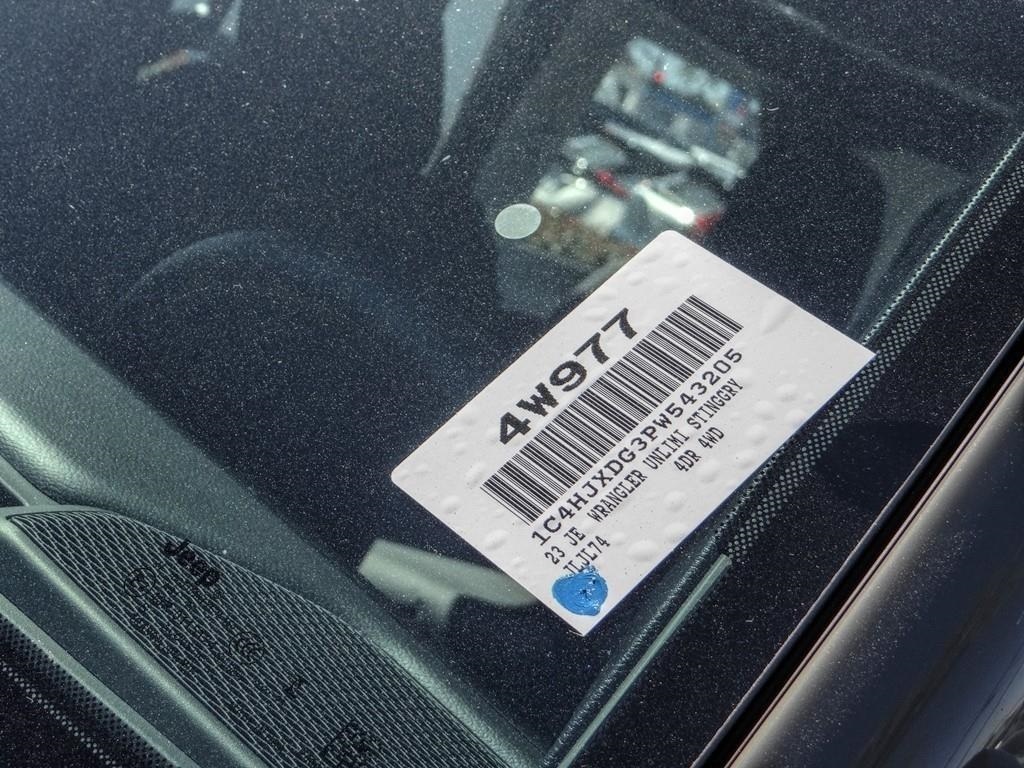 4W977
1C4HJXDG3PW543205
23 JE WRANGLER UNLIMI STINGGRY
JLJL74 4DR 4WD
Jeep